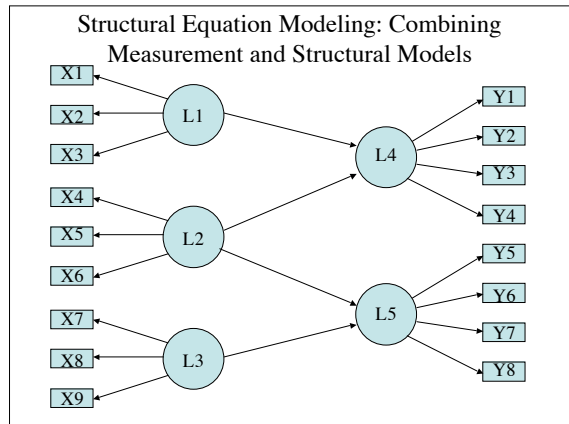 Structural Equation Modeling: Combining
Measurement and Structural Models
X1
X2
X3
X4
X5
X6
X7
X8
X9
L1
L2
L3
L4
L5
Y1
Y2
Y3
Y4
Y5
Y6
Y7
Y8